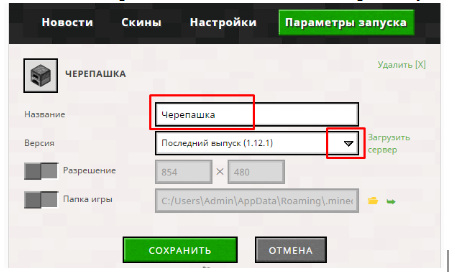 Новости Скины Настройки Параметры запуска
Удалить [X]
ЧЕРЕПАШКА
Название Черепашка
Версия Последний выпуск (1.12.1) Загрузить
сервер
Разрешение 854 × 480
Папка игры C:/Users\Admin\AppData\Roaming\.minec
СОХРАНИТЬ ОТМЕНА